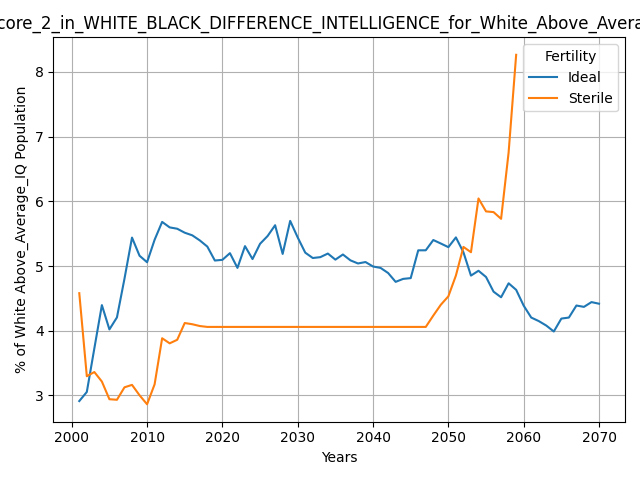 core_2_in_WHITE_BLACK_DIFFERENCE_INTELLIGENCE_for_White_Above_Avera
% of White Above_Average_IQ Population
8
7
6
5
4
3
Fertility
Ideal
Sterile
2000 2010 2020 2030 2040 2050 2060 2070
Years